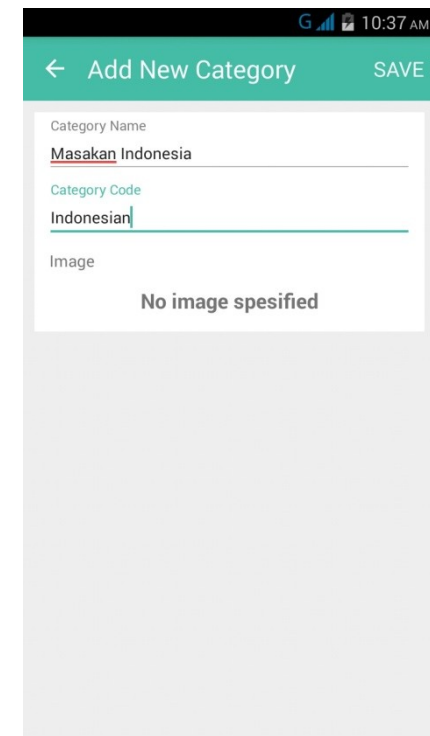 G 10:37 AM
Add New Category SAVE
Category Name
Masakan Indonesia
Category Code
Indonesian
Image
No image spesified